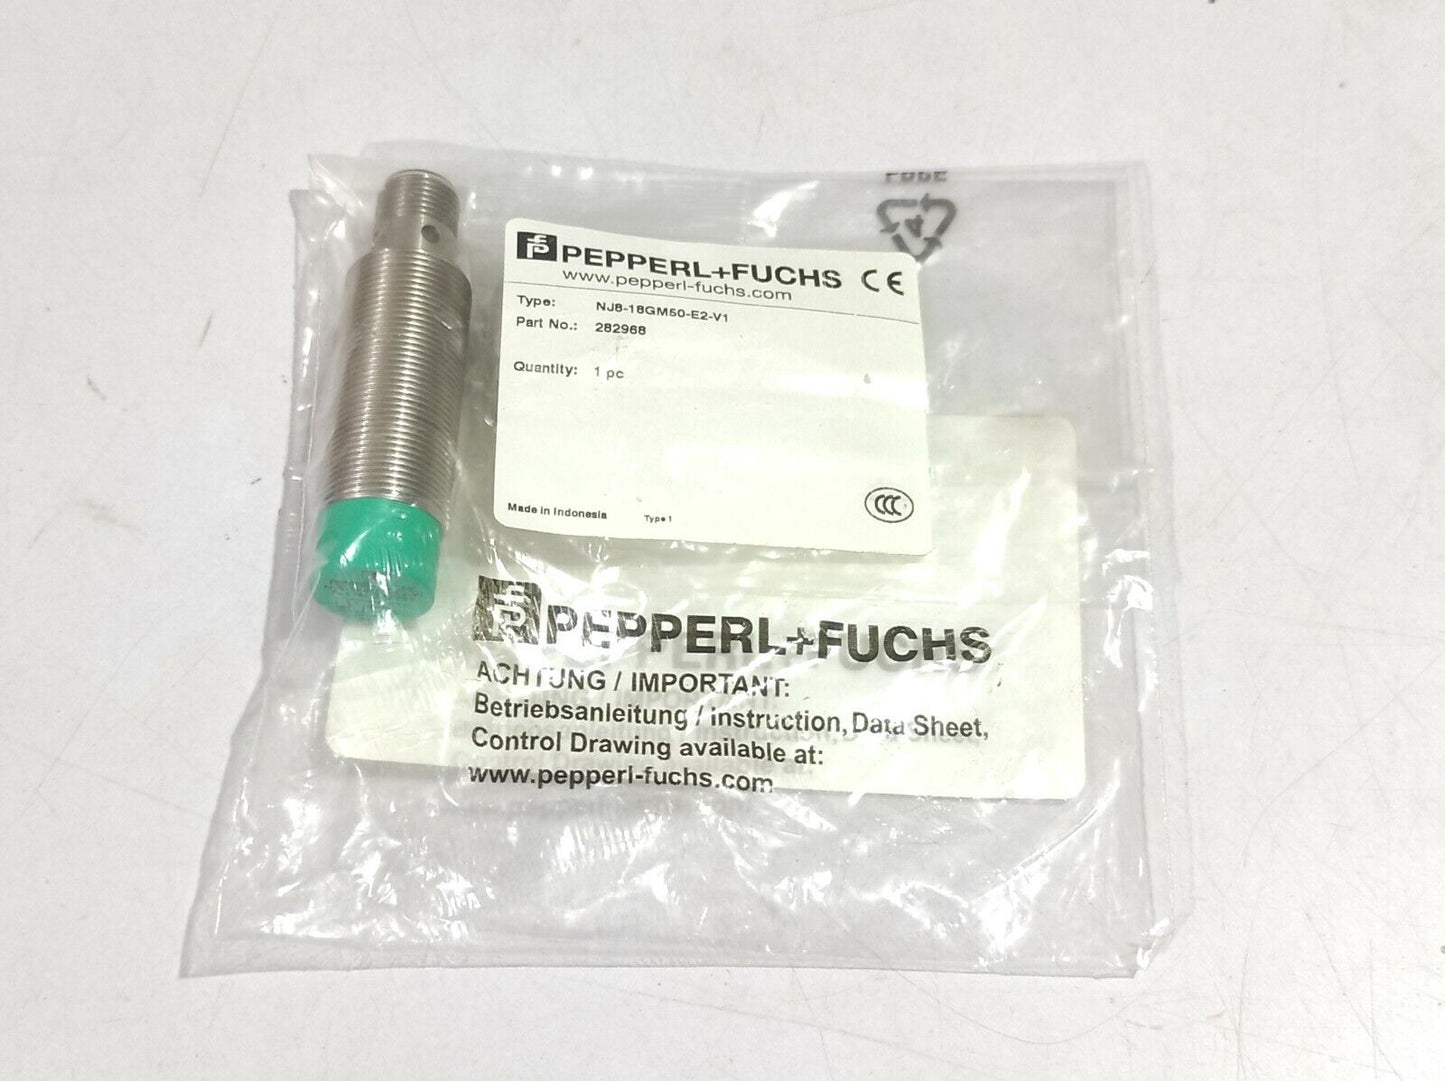 PEPPERL+FUCHS CE
www.pepperl-fuchs.com
Type: NJ8-18GM50-E2-V1
Part No.: 282968
Quantity: 1 pc
Made in Indonesia Type 1
CCC
4
PEPPERL+FUCHS
ACHTUNG / IMPORTANT:
Betriebsanleitung / instruction, Data Sheet,
Control Drawing available at:
www.pepperl-fuchs.com